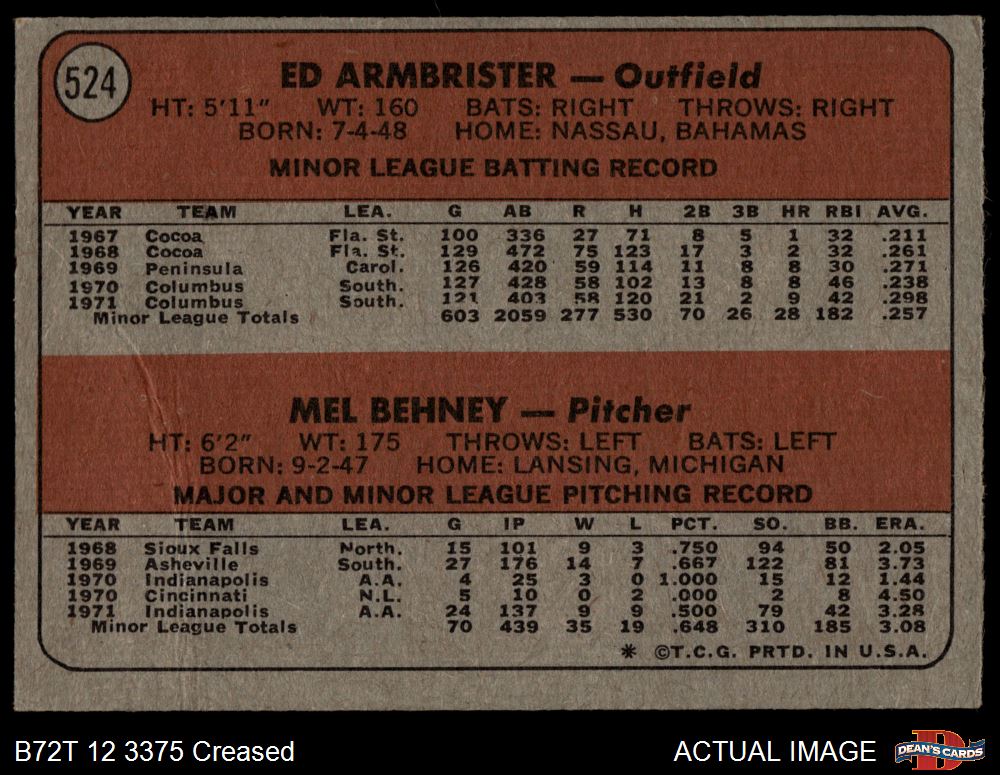 524
ED ARMBRISTER — Outfield
HT: 5'11" WT: 160 BATS: RIGHT THROWS: RIGHT
BORN: 7-4-48 HOME: NASSAU, BAHAMAS
MINOR LEAGUE BATTING RECORD
YEAR TEAM LEA. G AB R H 2B 3B HR RBI AVG.
1967 Cocoa Fla. St. 100 336 27 71 8 5 1 32 .211
1968 Cocoa Fla. St. 129 472 75 123 17 3 2 32 .261
1969 Peninsula Carol. 126 420 59 114 11 8 8 30 .271
1970 Columbus South. 127 428 58 102 13 8 8 46 .238
1971 Columbus South. 121 403 58 120 21 2 9 42 .298
Minor League Totals 603 2059 277 530 70 26 28 182 .257
MEL BEHNEY — Pitcher
HT: 6'2" WT: 175 THROWS: LEFT BATS: LEFT
BORN: 9-2-47 HOME: LANSING, MICHIGAN
MAJOR AND MINOR LEAGUE PITCHING RECORD
YEAR TEAM LEA. G IP W L PCT. SO. BB. ERA.
1968 Sioux Falls North. 15 101 9 3 .750 94 50 2.05
1969 Asheville South. 27 176 14 7 .667 122 81 3.73
1970 Indianapolis A.A. 4 25 3 0 1.000 15 12 1.44
1970 Cincinnati N.L. 5 10 0 2 .000 2 8 4.50
1971 Indianapolis A.A. 24 137 9 9 .500 79 42 3.28
Minor League Totals 70 439 35 19 .648 310 185 3.08
* ©T.C.G. PRTD. IN U.S.A.
B72T 12 3375 Creased ACTUAL IMAGE DEAN'S CARDS